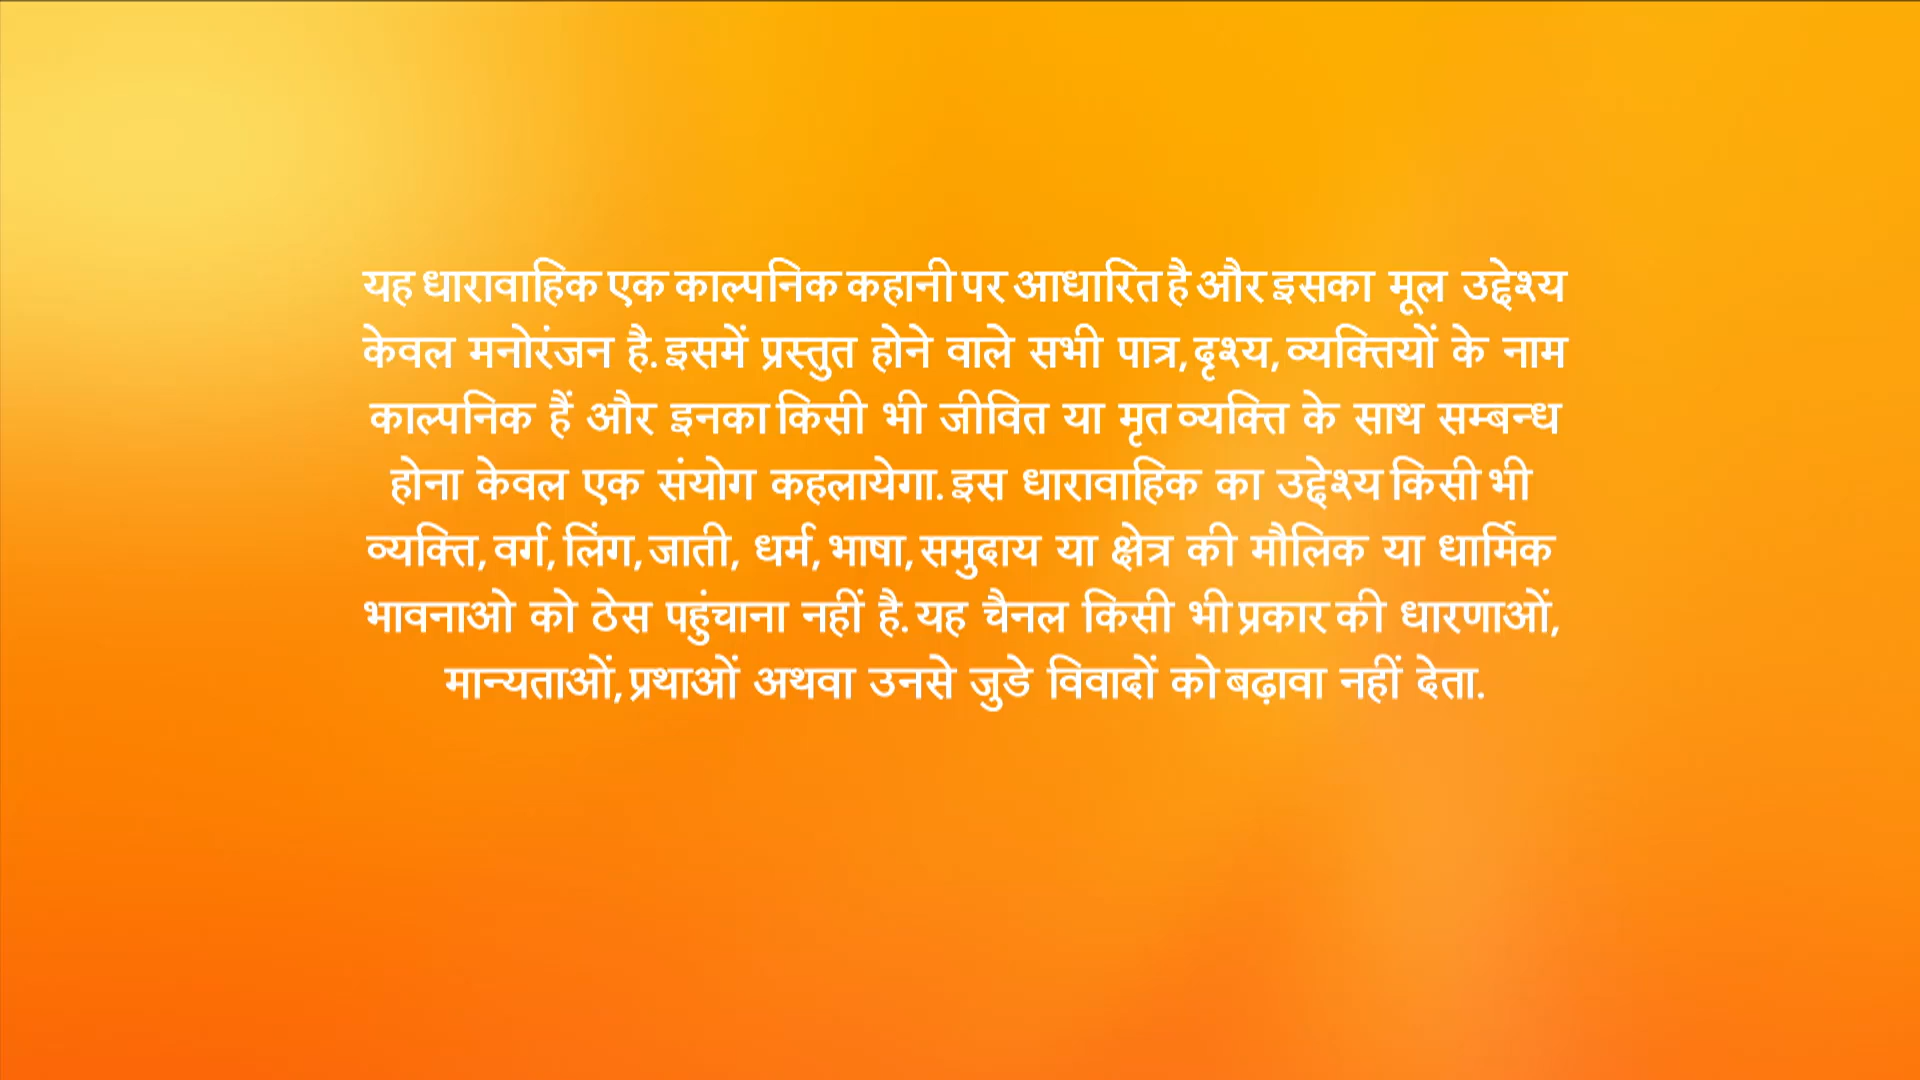 यह धारावाहिक एक काल्पनिक कहानी पर आधारित है और इसका मूल उद्देश्य
केवल मनोरंजन है. इसमें प्रस्तुत होने वाले सभी पात्र, दृश्य, व्यक्तियों के नाम
काल्पनिक हैं और इनका किसी भी जीवित या मृत व्यक्ति के साथ सम्बन्ध
होना केवल एक संयोग कहलायेगा. इस धारावाहिक का उद्देश्य किसी भी
व्यक्ति, वर्ग, लिंग, जाती, धर्म, भाषा, समुदाय या क्षेत्र की मौलिक या धार्मिक
भावनाओ को ठेस पहुंचाना नहीं है. यह चैनल किसी भी प्रकार की धारणाओं,
मान्यताओं, प्रथाओं अथवा उनसे जुडे विवादों को बढ़ावा नहीं देता.